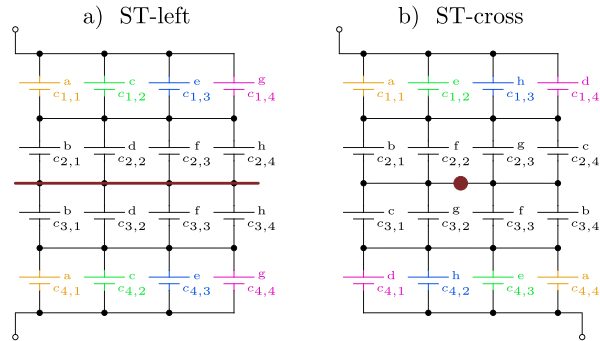 a) ST-left
b) ST-cross
a c e g
c1,1 c1,2 c1,3 c1,4
b d f h
c2,1 c2,2 c2,3 c2,4
b d f h
c3,1 c3,2 c3,3 c3,4
a c e g
c4,1 c4,2 c4,3 c4,4
a e h d
c1,1 c1,2 c1,3 c1,4
b f g c
c2,1 c2,2 c2,3 c2,4
c g f b
c3,1 c3,2 c3,3 c3,4
d h e a
c4,1 c4,2 c4,3 c4,4